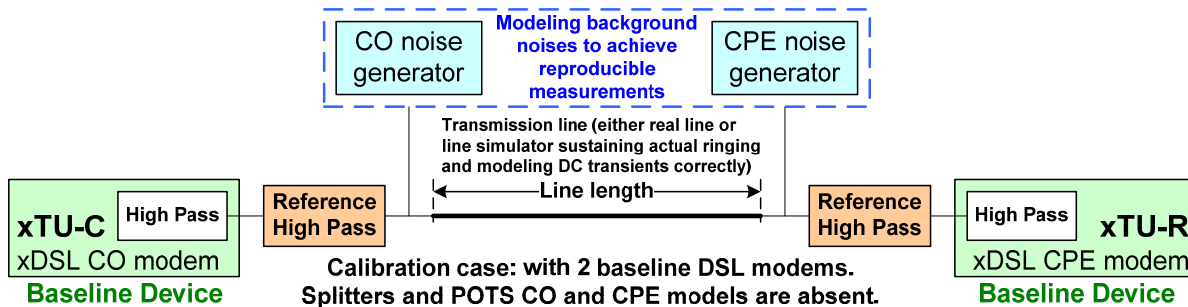 CO noise
generator
Modeling background
noises to achieve
reproducible
measurements
CPE noise
generator
Transmission line (either real line or
line simulator sustaining actual ringing
and modeling DC transients correctly)
Line length
xTU-C
High Pass
xDSL CO modem
Baseline Device
Reference
High Pass
Reference
High Pass
High Pass
xTU-R
xDSL CPE modem
Baseline Device
Calibration case: with 2 baseline DSL modems.
Splitters and POTS CO and CPE models are absent.